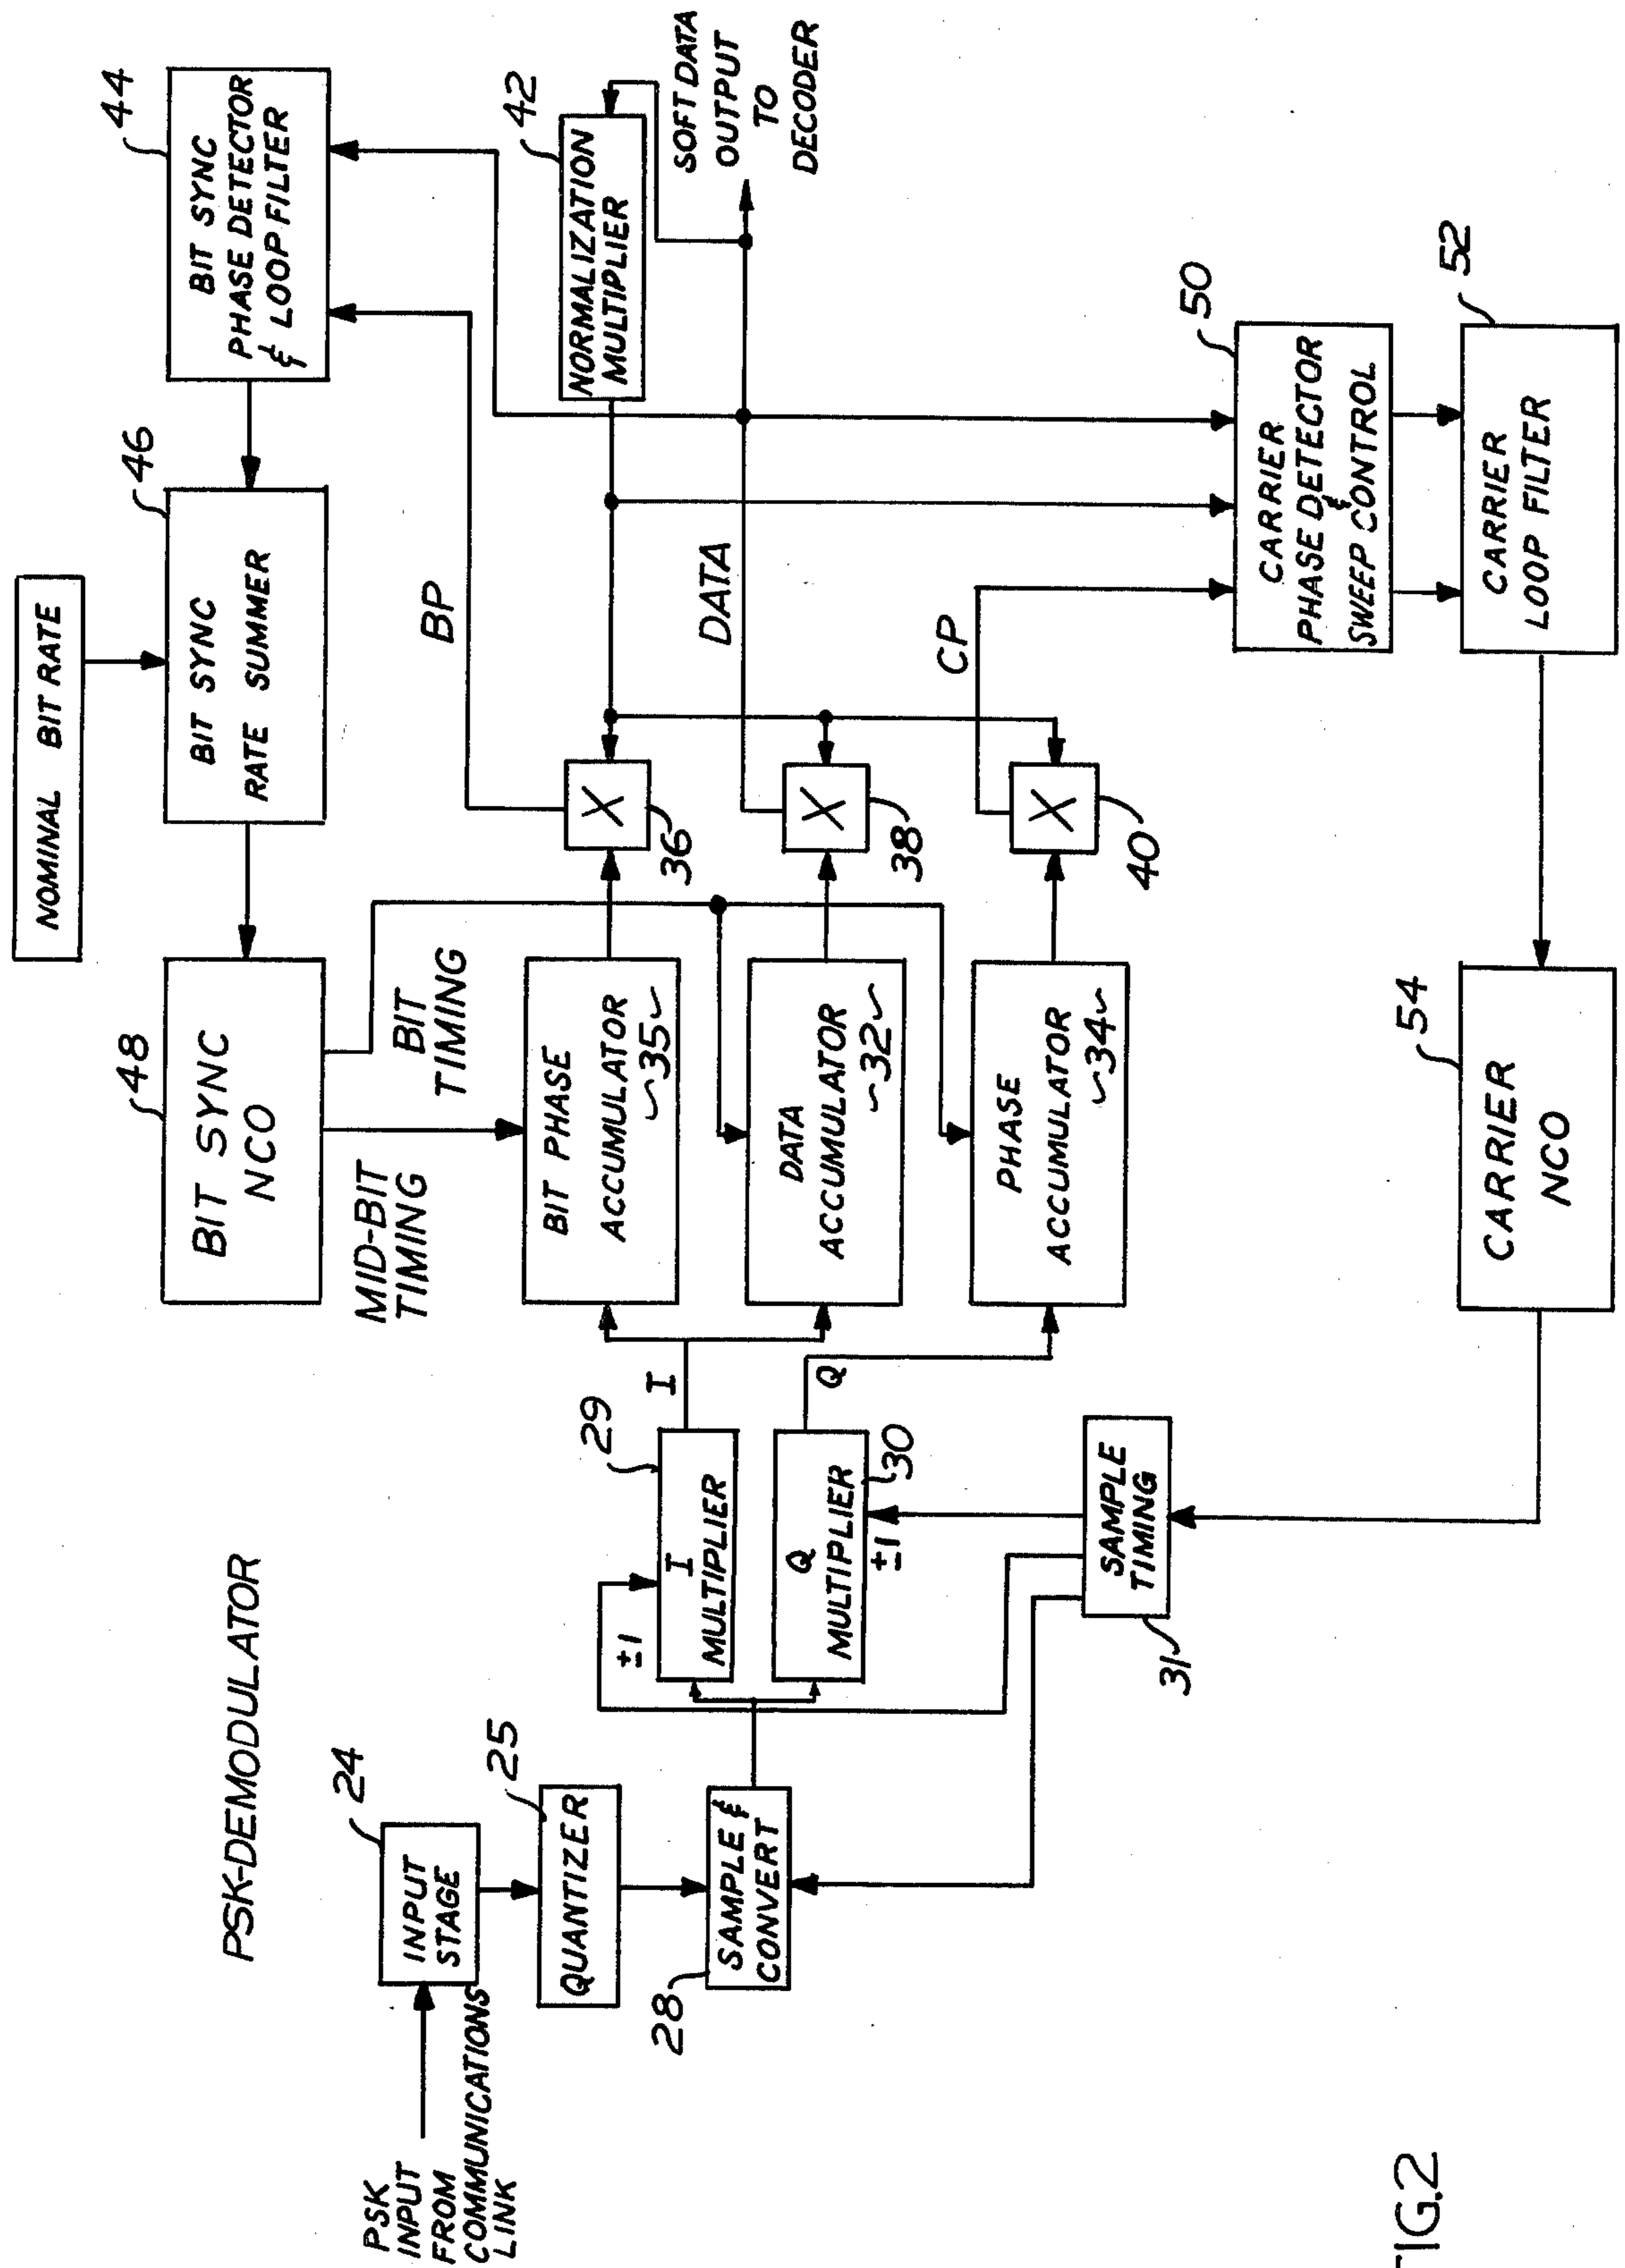 PSK-DEMODULATOR
PSK
INPUT
FROM
COMMUNICATIONS
LINK
24
INPUT
STAGE
25
QUANTIZER
28
SAMPLE &
CONVERT
29
±1
I
MULTIPLIER
I
Q
MULTIPLIER
30
±1
Q
SAMPLE
TIMING
31
NOMINAL BIT RATE
48
BIT SYNC
NCO
46
BIT SYNC
RATE SUMMER
44
BIT SYNC
PHASE DETECTOR
& LOOP FILTER
MID-BIT
TIMING
BIT
TIMING
BIT PHASE
ACCUMULATOR
35
DATA
ACCUMULATOR
32
PHASE
ACCUMULATOR
34
X
36
X
38
X
40
BP
DATA
CP
42
NORMALIZATION
MULTIPLIER
SOFT DATA
OUTPUT
TO
DECODER
50
CARRIER
PHASE DETECTOR
&
SWEEP CONTROL
52
CARRIER
LOOP FILTER
54
CARRIER
NCO
FIG.2